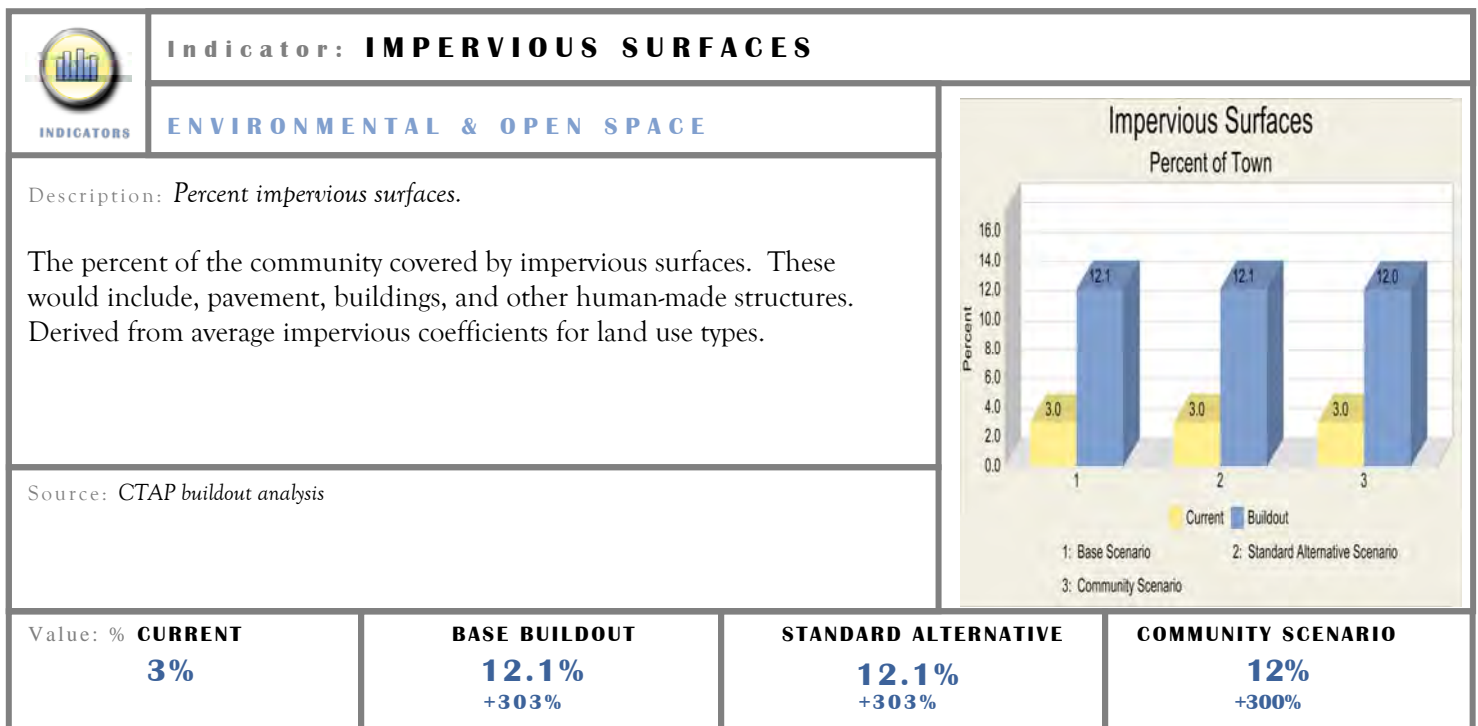 INDICATORS
Indicator: IMPERVIOUS SURFACES
ENVIRONMENTAL & OPEN SPACE
Description: Percent impervious surfaces.
The percent of the community covered by impervious surfaces. These
would include, pavement, buildings, and other human-made structures.
Derived from average impervious coefficients for land use types.
Source: CTAP buildout analysis
Impervious Surfaces
Percent of Town
Percent
16.0
14.0
12.0
10.0
8.0
6.0
4.0
2.0
0.0
3.0 12.1 3.0 12.1 3.0 12.0
1 2 3
Current Buildout
1: Base Scenario 2: Standard Alternative Scenario
3: Community Scenario
Value: % CURRENT
3%
BASE BUILDOUT
12.1%
+303%
STANDARD ALTERNATIVE
12.1%
+303%
COMMUNITY SCENARIO
12%
+300%